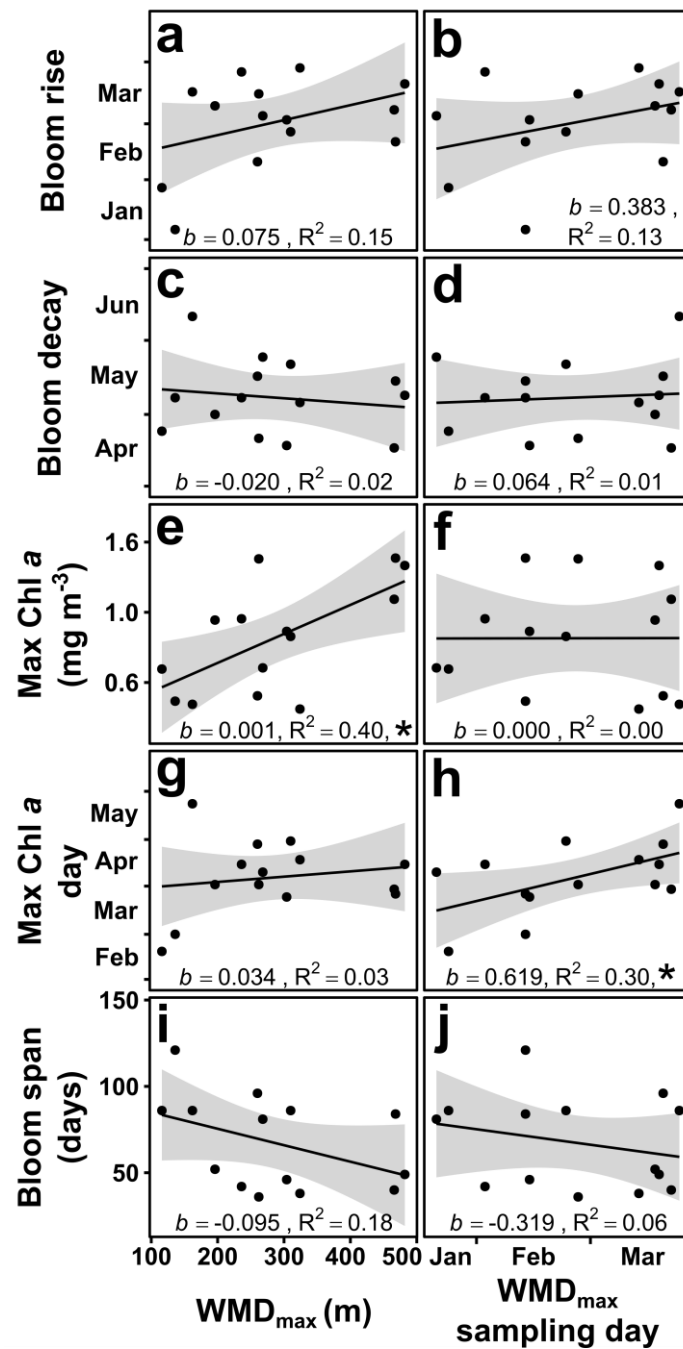 a
b
Bloom rise
Mar
Feb
Jan
b = 0.075 , R² = 0.15
b = 0.383 ,
R² = 0.13
c
d
Bloom decay
Jun
May
Apr
b = -0.020 , R² = 0.02
b = 0.064 , R² = 0.01
e
f
Max Chl a
(mg m⁻³)
1.6
1.0
0.6
b = 0.001, R² = 0.40, *
b = 0.000 , R² = 0.00
g
h
Max Chl a
day
May
Apr
Mar
Feb
b = 0.034 , R² = 0.03
b = 0.619, R² = 0.30, *
i
j
Bloom span
(days)
150
100
50
b = -0.095 , R² = 0.18
b = -0.319 , R² = 0.06
100 200 300 400 500
Jan Feb Mar
WMDmax (m)
WMDmax
sampling day